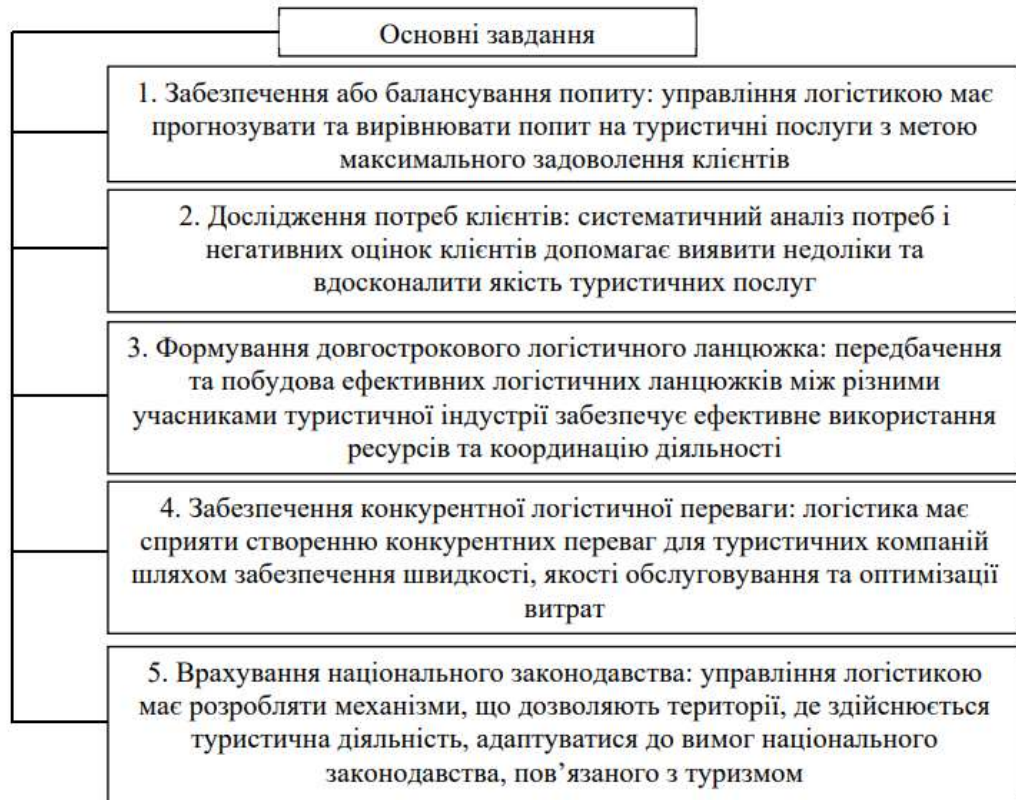 Основні завдання
1. Забезпечення або балансування попиту: управління логістикою має
прогнозувати та вирівнювати попит на туристичні послуги з метою
максимального задоволення клієнтів
2. Дослідження потреб клієнтів: систематичний аналіз потреб і
негативних оцінок клієнтів допомагає виявити недоліки та
вдосконалити якість туристичних послуг
3. Формування довгострокового логістичного ланцюжка: передбачення
та побудова ефективних логістичних ланцюжків між різними
учасниками туристичної індустрії забезпечує ефективне використання
ресурсів та координацію діяльності
4. Забезпечення конкурентної логістичної переваги: логістика має
сприяти створенню конкурентних переваг для туристичних компаній
шляхом забезпечення швидкості, якості обслуговування та оптимізації
витрат
5. Врахування національного законодавства: управління логістикою
має розробляти механізми, що дозволяють території, де здійснюється
туристична діяльність, адаптуватися до вимог національного
законодавства, пов’язаного з туризмом